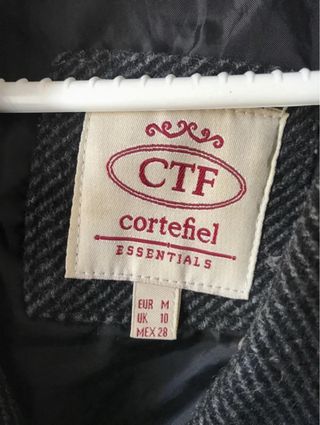 CTF
cortefiel
ESSENTIALS
EUR M
UK 10
MEX 28